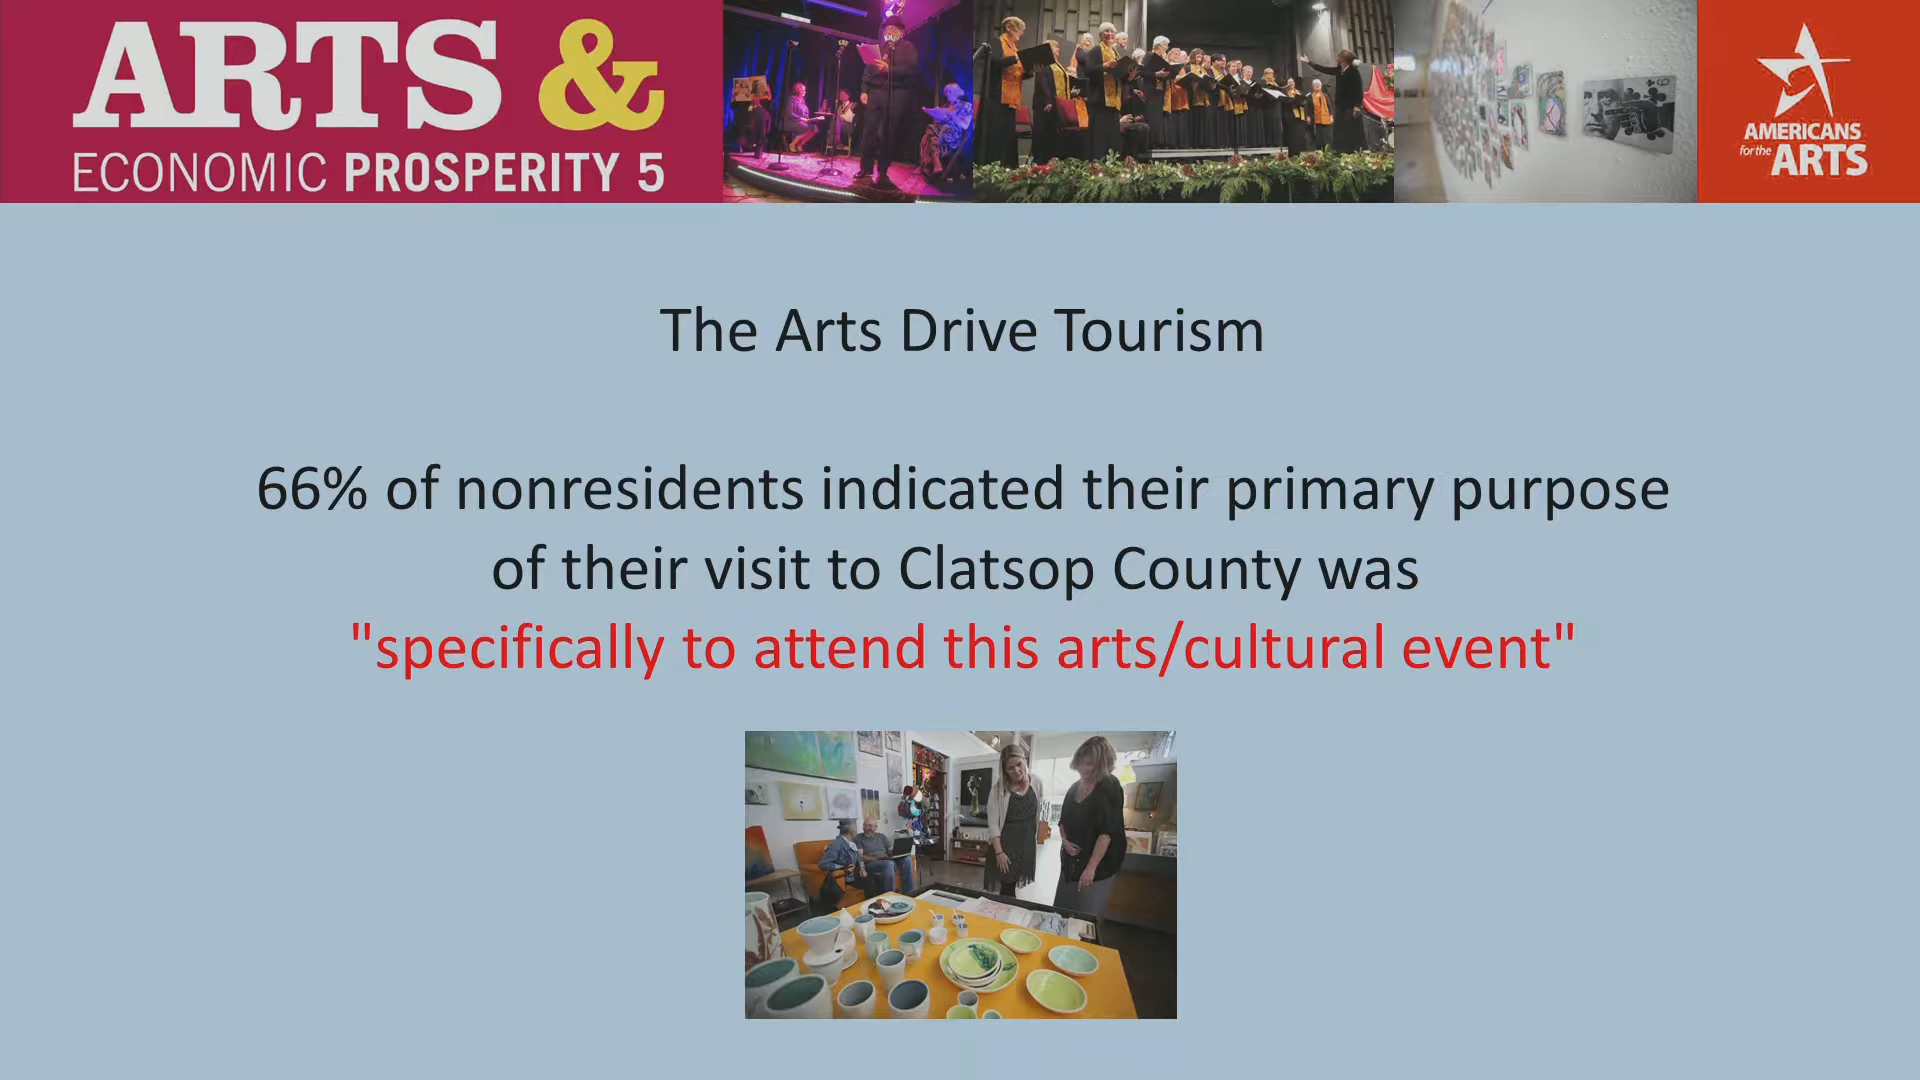 ARTS &
ECONOMIC PROSPERITY 5
AMERICANS
for the
ARTS
The Arts Drive Tourism
66% of nonresidents indicated their primary purpose
of their visit to Clatsop County was
"specifically to attend this arts/cultural event"